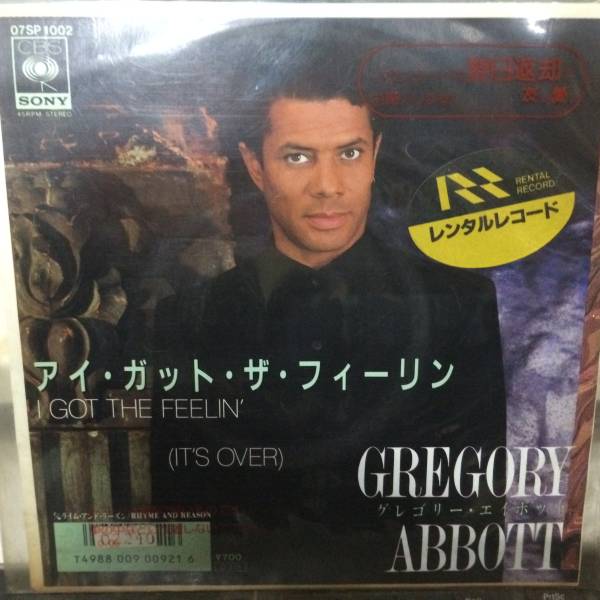 07SP 1002
CBS
SONY
45RPM STEREO
RENTAL
RECORD
レンタルレコード
アイ・ガット・ザ・フィーリン
I GOT THE FEELIN'
(IT'S OVER)
GREGORY
グレゴリー・エイボット
ABBOTT
RHYME AND REASON
T4988 009 00921 6
¥700